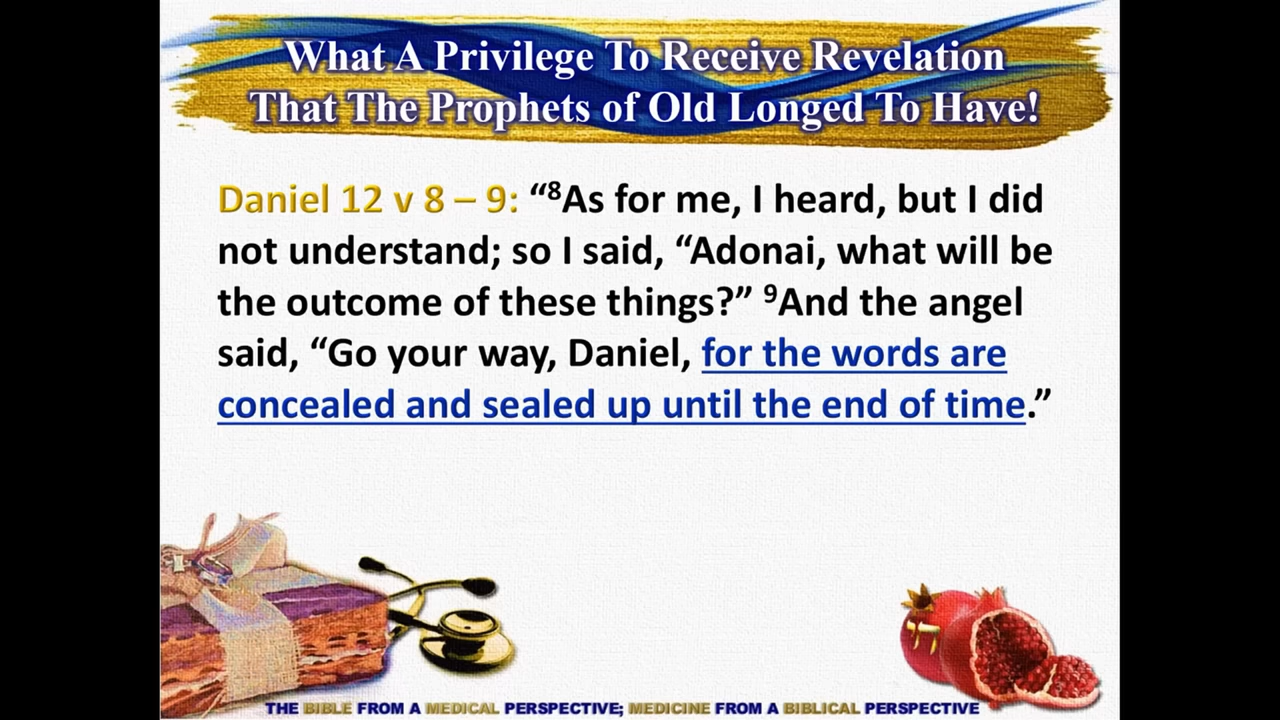 What A Privilege To Receive Revelation
That The Prophets of Old Longed To Have!
Daniel 12 v 8 – 9: “⁸As for me, I heard, but I did
not understand; so I said, “Adonai, what will be
the outcome of these things?” ⁹And the angel
said, “Go your way, Daniel, for the words are
concealed and sealed up until the end of time.”
THE BIBLE FROM A MEDICAL PERSPECTIVE; MEDICINE FROM A BIBLICAL PERSPECTIVE